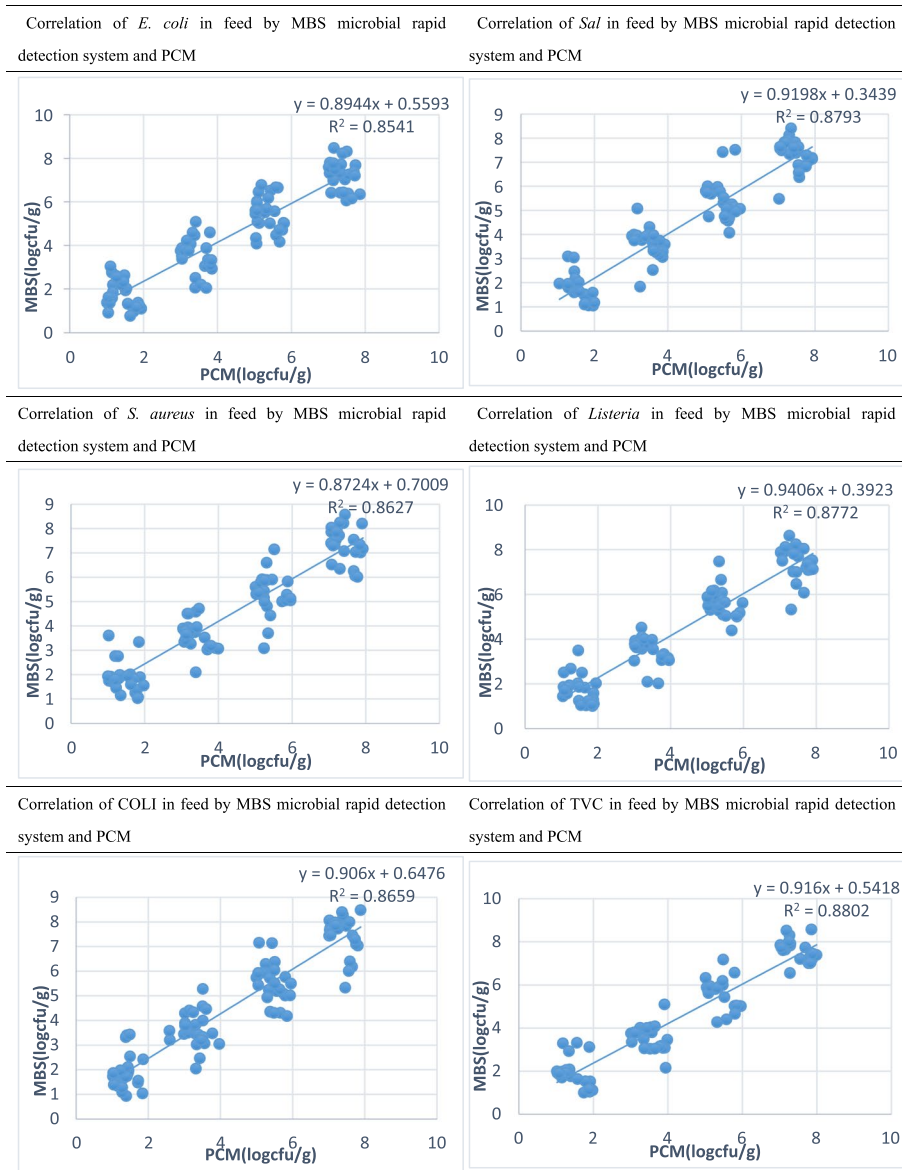 Correlation of E. coli in feed by MBS microbial rapid
detection system and PCM
Correlation of Sal in feed by MBS microbial rapid detection
system and PCM
y = 0.8944x + 0.5593
R² = 0.8541
10
8
6
4
2
0
0 2 4 6 8 10
MBS(logcfu/g)
PCM(logcfu/g)
y = 0.9198x + 0.3439
R² = 0.8793
9
8
7
6
5
4
3
2
1
0
0 2 4 6 8 10
MBS(logcfu/g)
PCM(logcfu/g)
Correlation of S. aureus in feed by MBS microbial rapid
detection system and PCM
Correlation of Listeria in feed by MBS microbial rapid
detection system and PCM
y = 0.8724x + 0.7009
R² = 0.8627
9
8
7
6
5
4
3
2
1
0
0 2 4 6 8 10
MBS(logcfu/g)
PCM(logcfu/g)
y = 0.9406x + 0.3923
R² = 0.8772
10
8
6
4
2
0
0 2 4 6 8 10
MBS(logcfu/g)
PCM(logcfu/g)
Correlation of COLI in feed by MBS microbial rapid detection
system and PCM
Correlation of TVC in feed by MBS microbial rapid detection
system and PCM
y = 0.906x + 0.6476
R² = 0.8659
9
8
7
6
5
4
3
2
1
0
0 2 4 6 8 10
MBS(logcfu/g)
PCM(logcfu/g)
y = 0.916x + 0.5418
R² = 0.8802
10
8
6
4
2
0
0 2 4 6 8 10
MBS(logcfu/g)
PCM(logcfu/g)